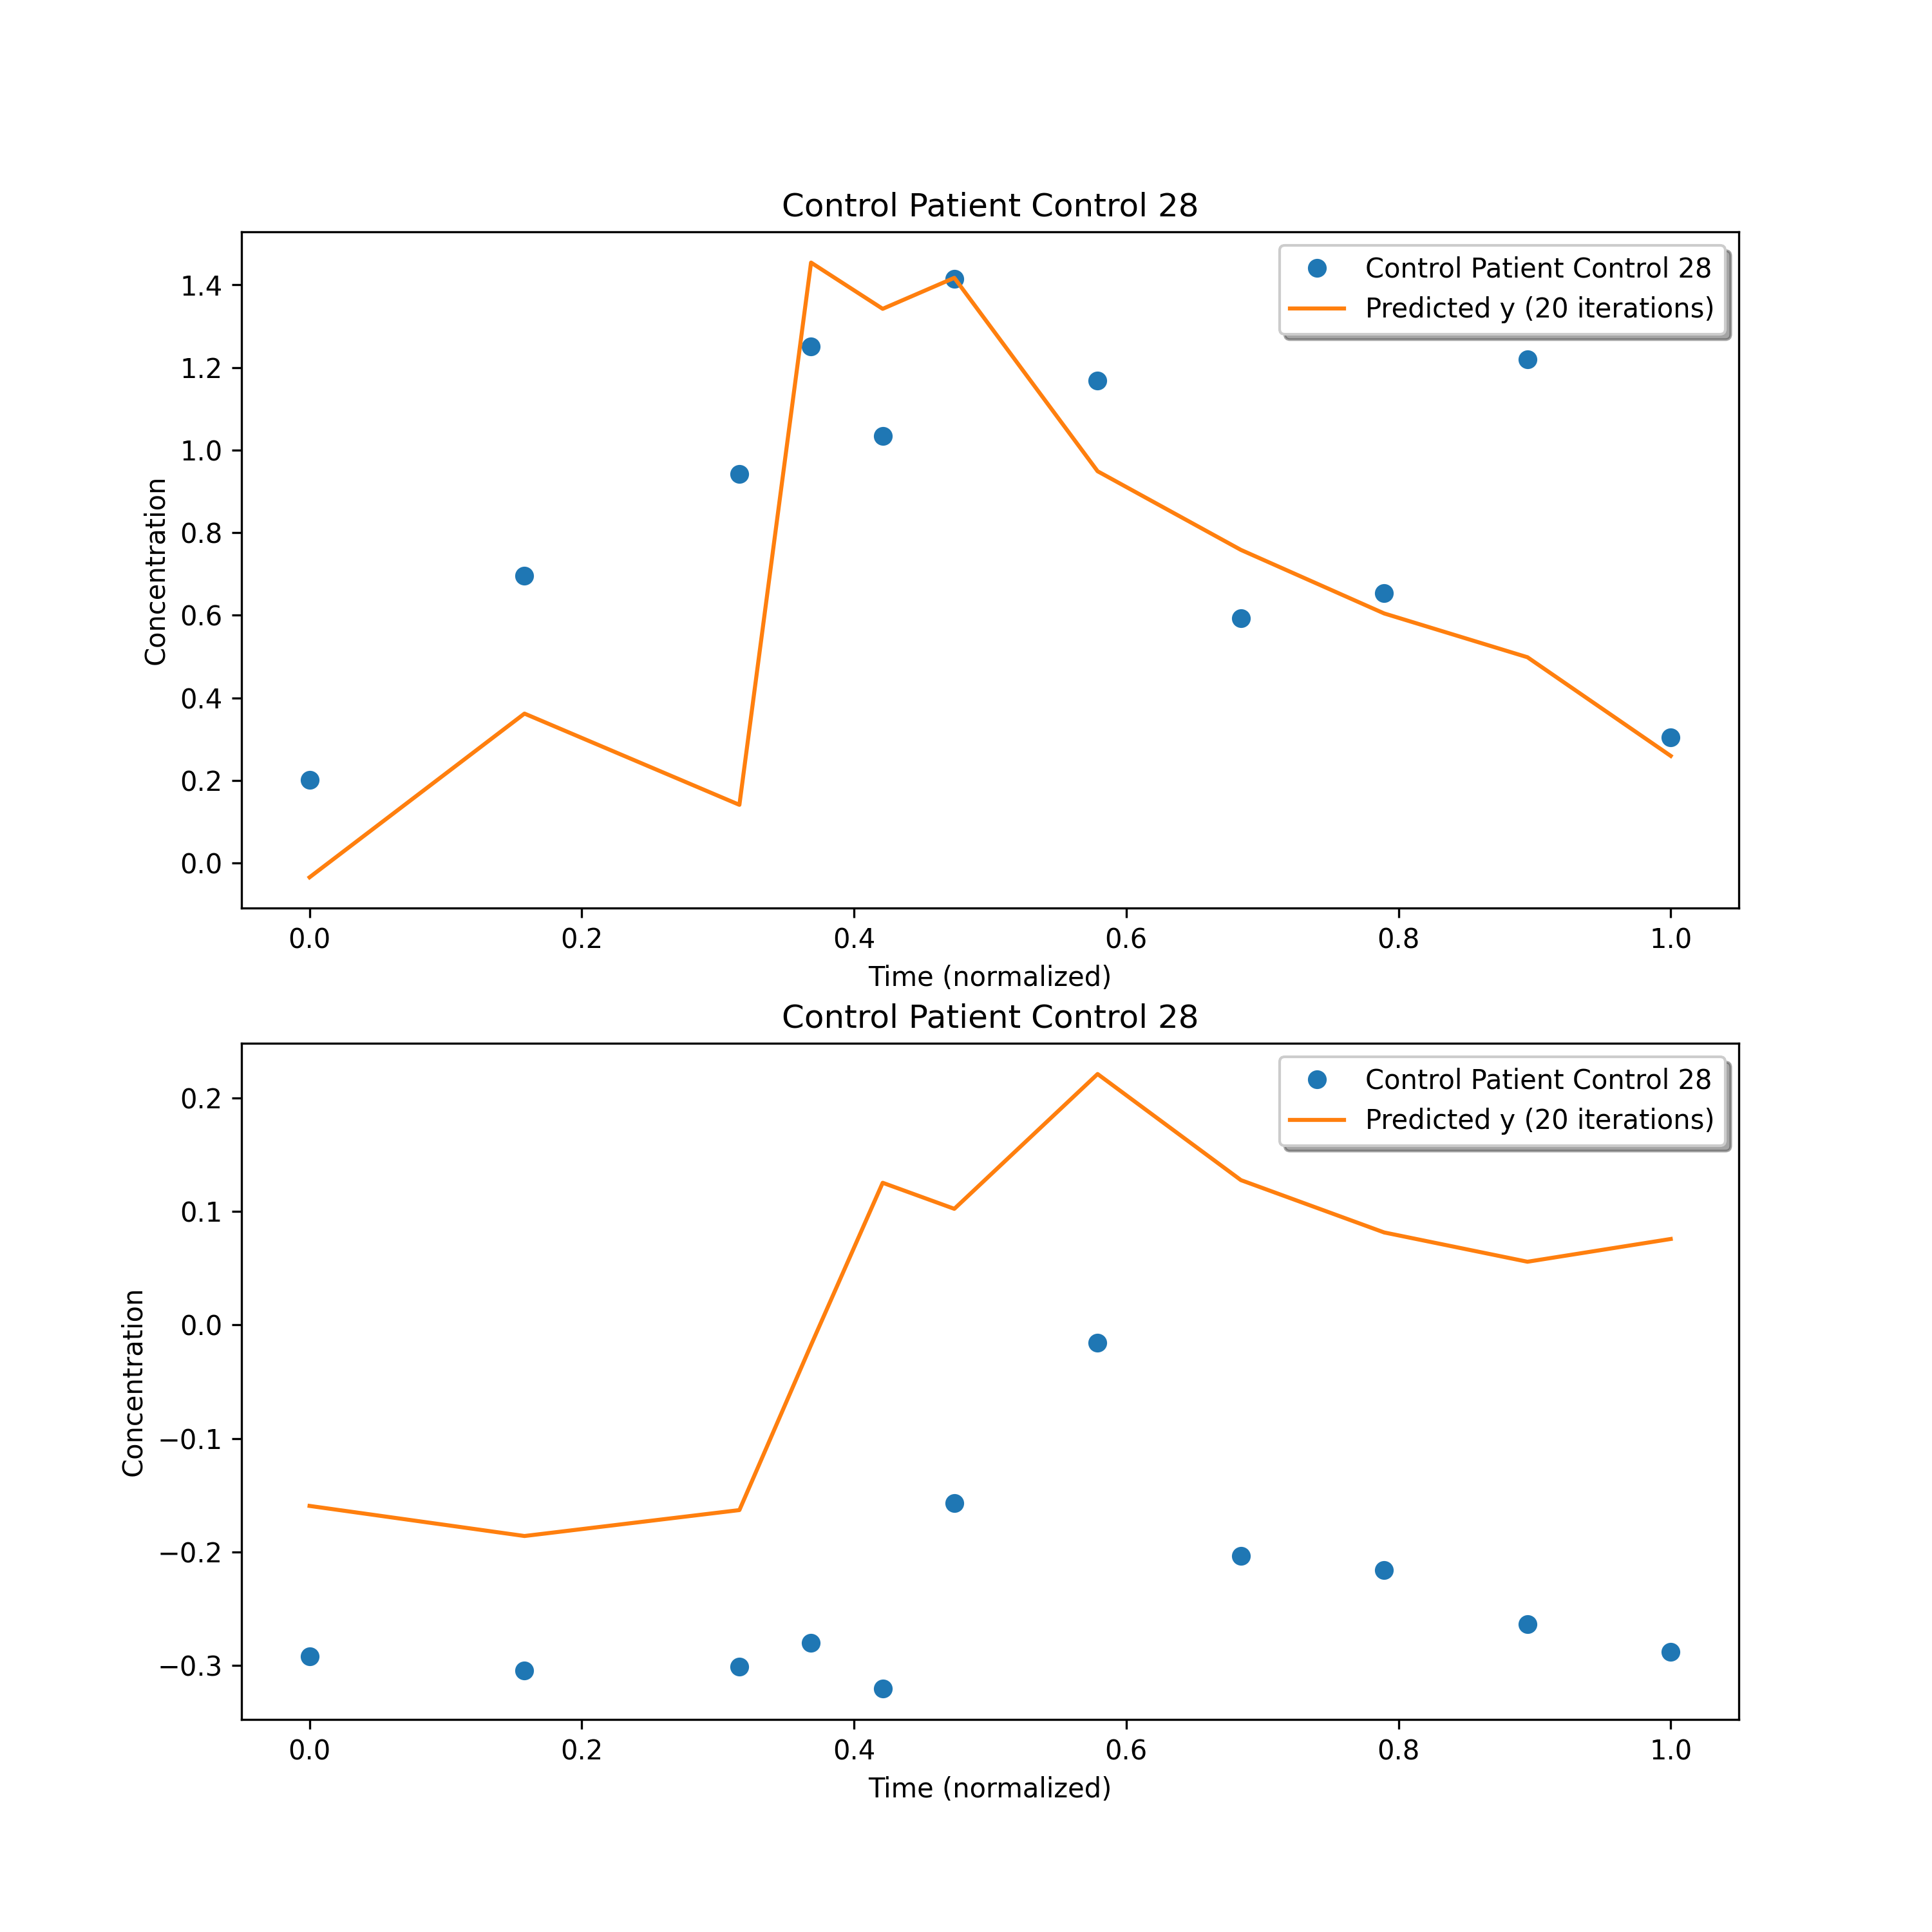 Control Patient Control 28
Control Patient Control 28
Predicted y (20 iterations)
1.4
1.2
1.0
0.8
0.6
0.4
0.2
0.0
Concentration
0.0 0.2 0.4 0.6 0.8 1.0
Time (normalized)
Control Patient Control 28
Control Patient Control 28
Predicted y (20 iterations)
0.2
0.1
0.0
−0.1
−0.2
−0.3
Concentration
0.0 0.2 0.4 0.6 0.8 1.0
Time (normalized)